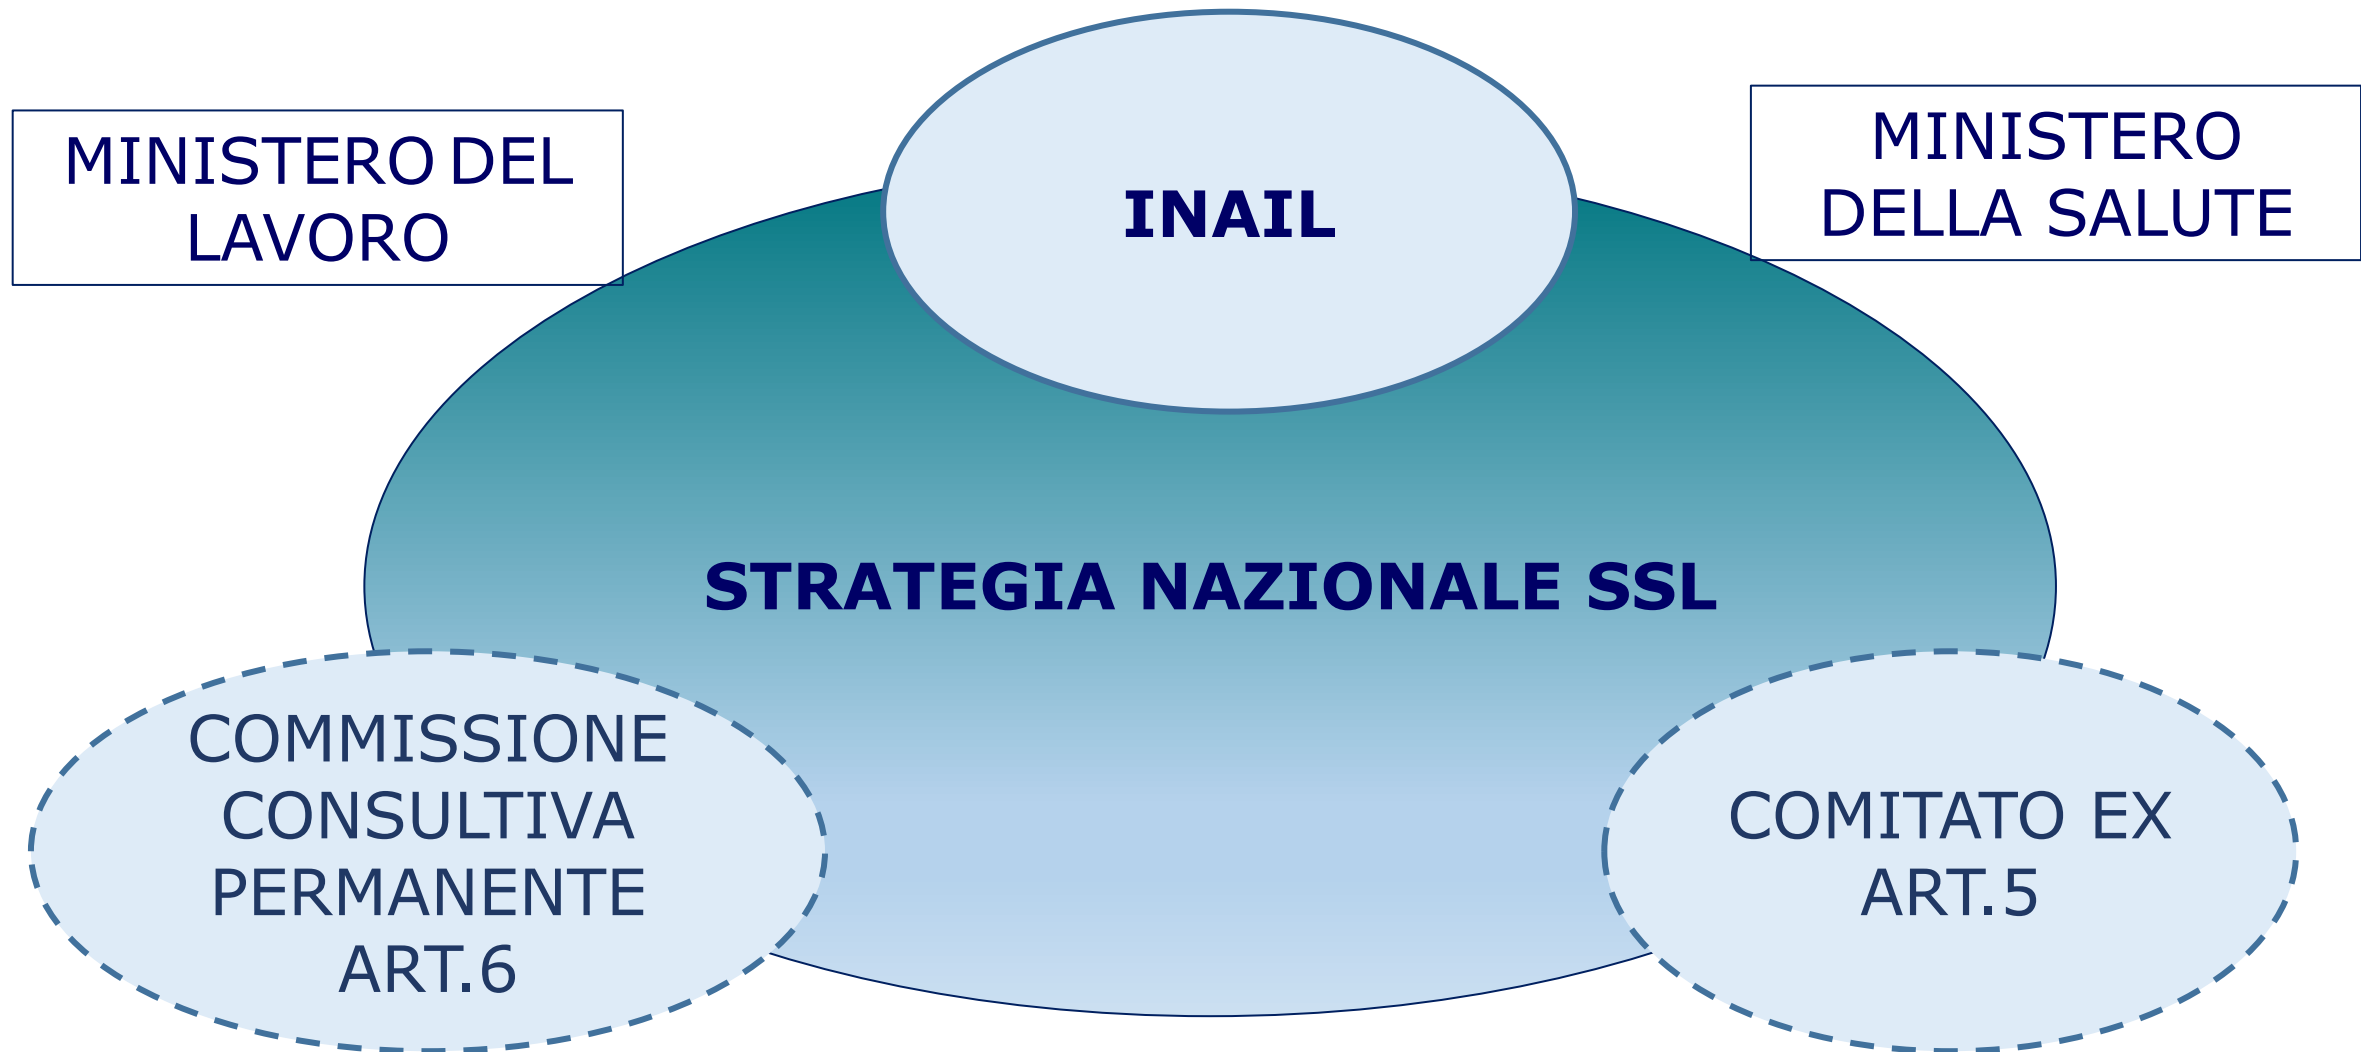 MINISTERO DEL
LAVORO
INAIL
MINISTERO
DELLA SALUTE
STRATEGIA NAZIONALE SSL
COMMISSIONE
CONSULTIVA
PERMANENTE
ART.6
COMITATO EX
ART.5